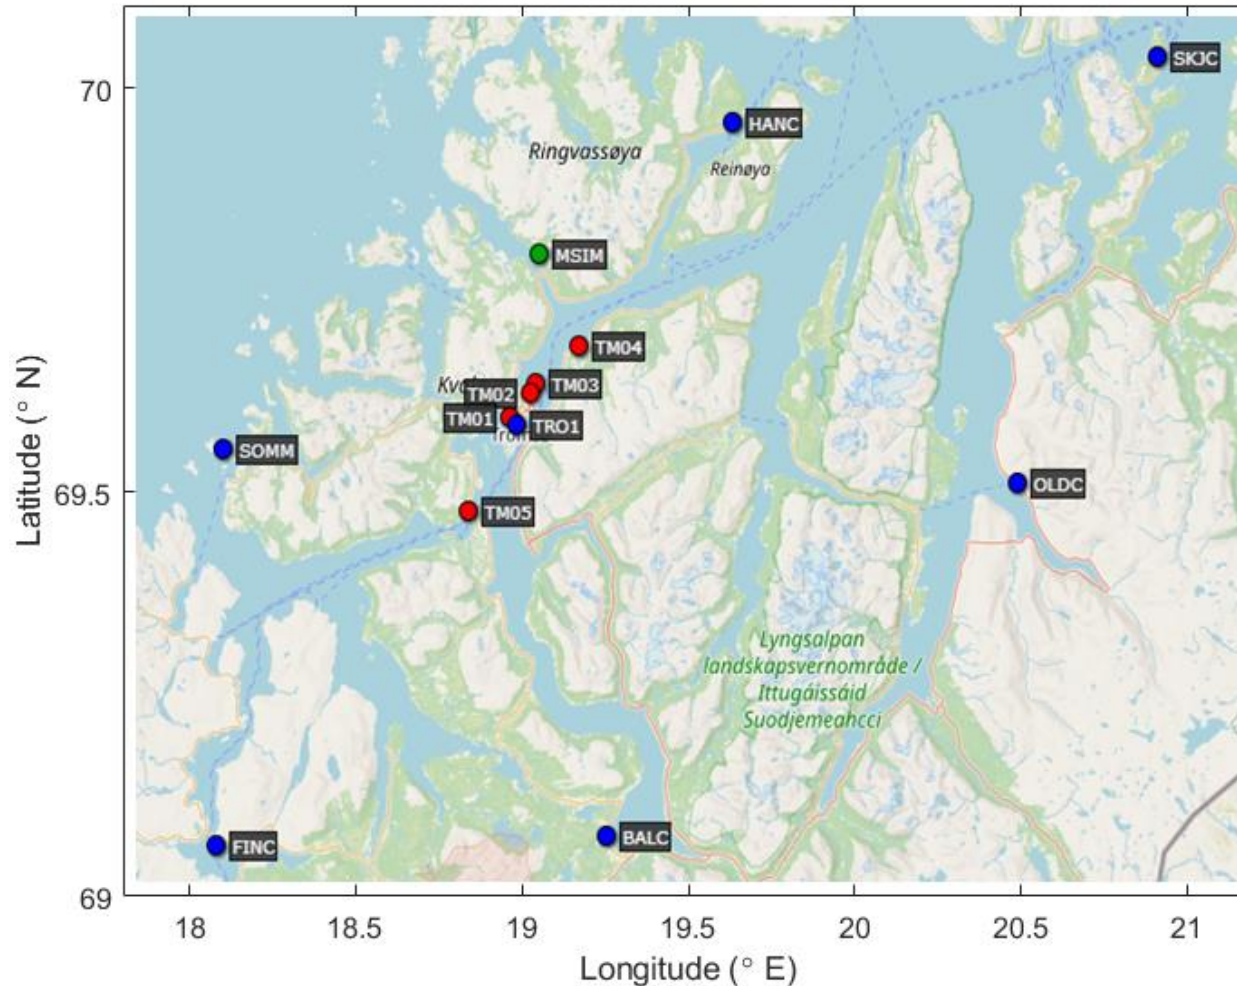 70
SKJC
HANC
Ringvassøya
Reinøya
MSIM
TM04
TM03
TM02
TM01
TRO1
SOMM
OLDC
69.5
TM05
Latitude (° N)
Lyngsalpan
landskapsvernområde /
Ittugáissáid
Suodjemeahcci
FINC
BALC
69
18
18.5
19
19.5
20
20.5
21
Longitude (° E)